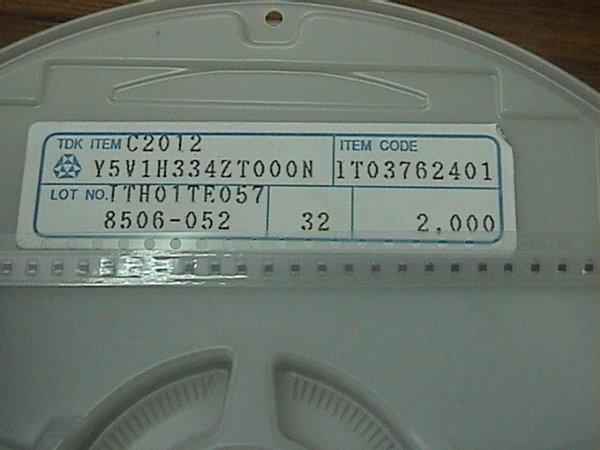 TDK ITEM C2012
Y5V1H334ZT000N
ITEM CODE
1T03762401
LOT NO. ITH01TE057
8506-052
32
2,000